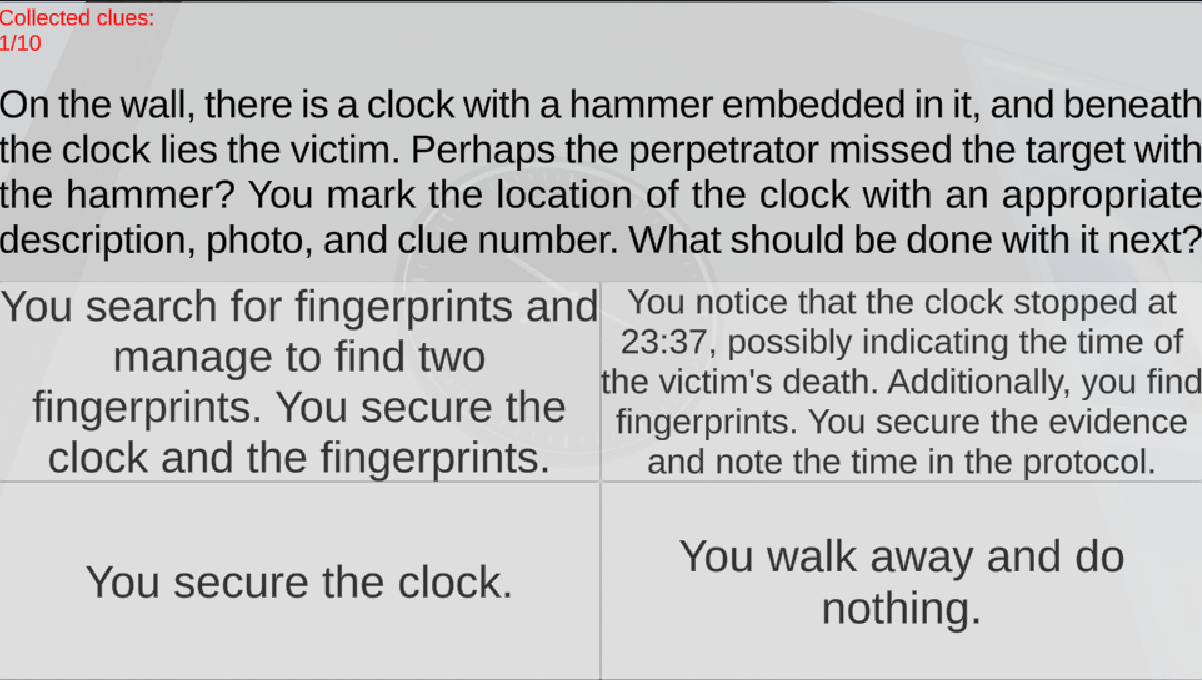 Collected clues:
1/10
On the wall, there is a clock with a hammer embedded in it, and beneath
the clock lies the victim. Perhaps the perpetrator missed the target with
the hammer? You mark the location of the clock with an appropriate
description, photo, and clue number. What should be done with it next?
You search for fingerprints and
manage to find two
fingerprints. You secure the
clock and the fingerprints.
You notice that the clock stopped at
23:37, possibly indicating the time of
the victim's death. Additionally, you find
fingerprints. You secure the evidence
and note the time in the protocol.
You secure the clock.
You walk away and do
nothing.